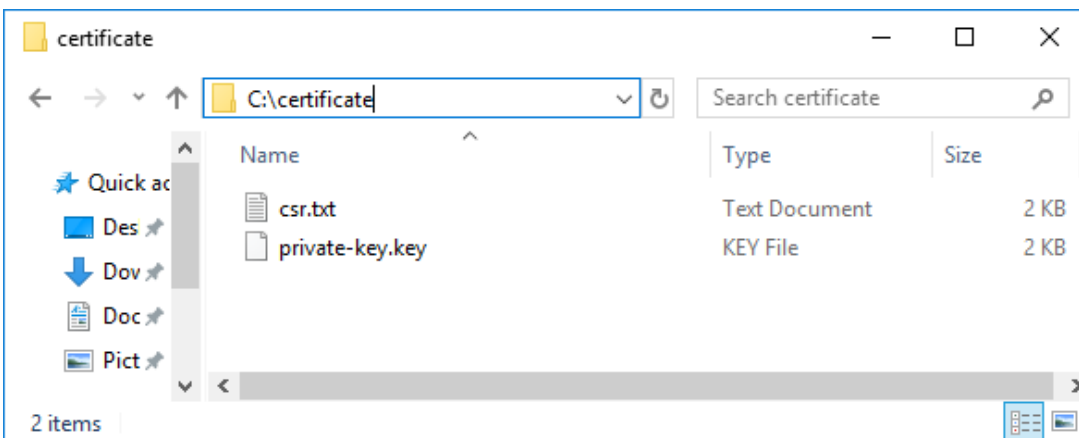 certificate
C:\certificate
Search certificate
Name Type Size
Quick ac
csr.txt Text Document 2 KB
Des
private-key.key KEY File 2 KB
Dov
Doc
Pict
2 items